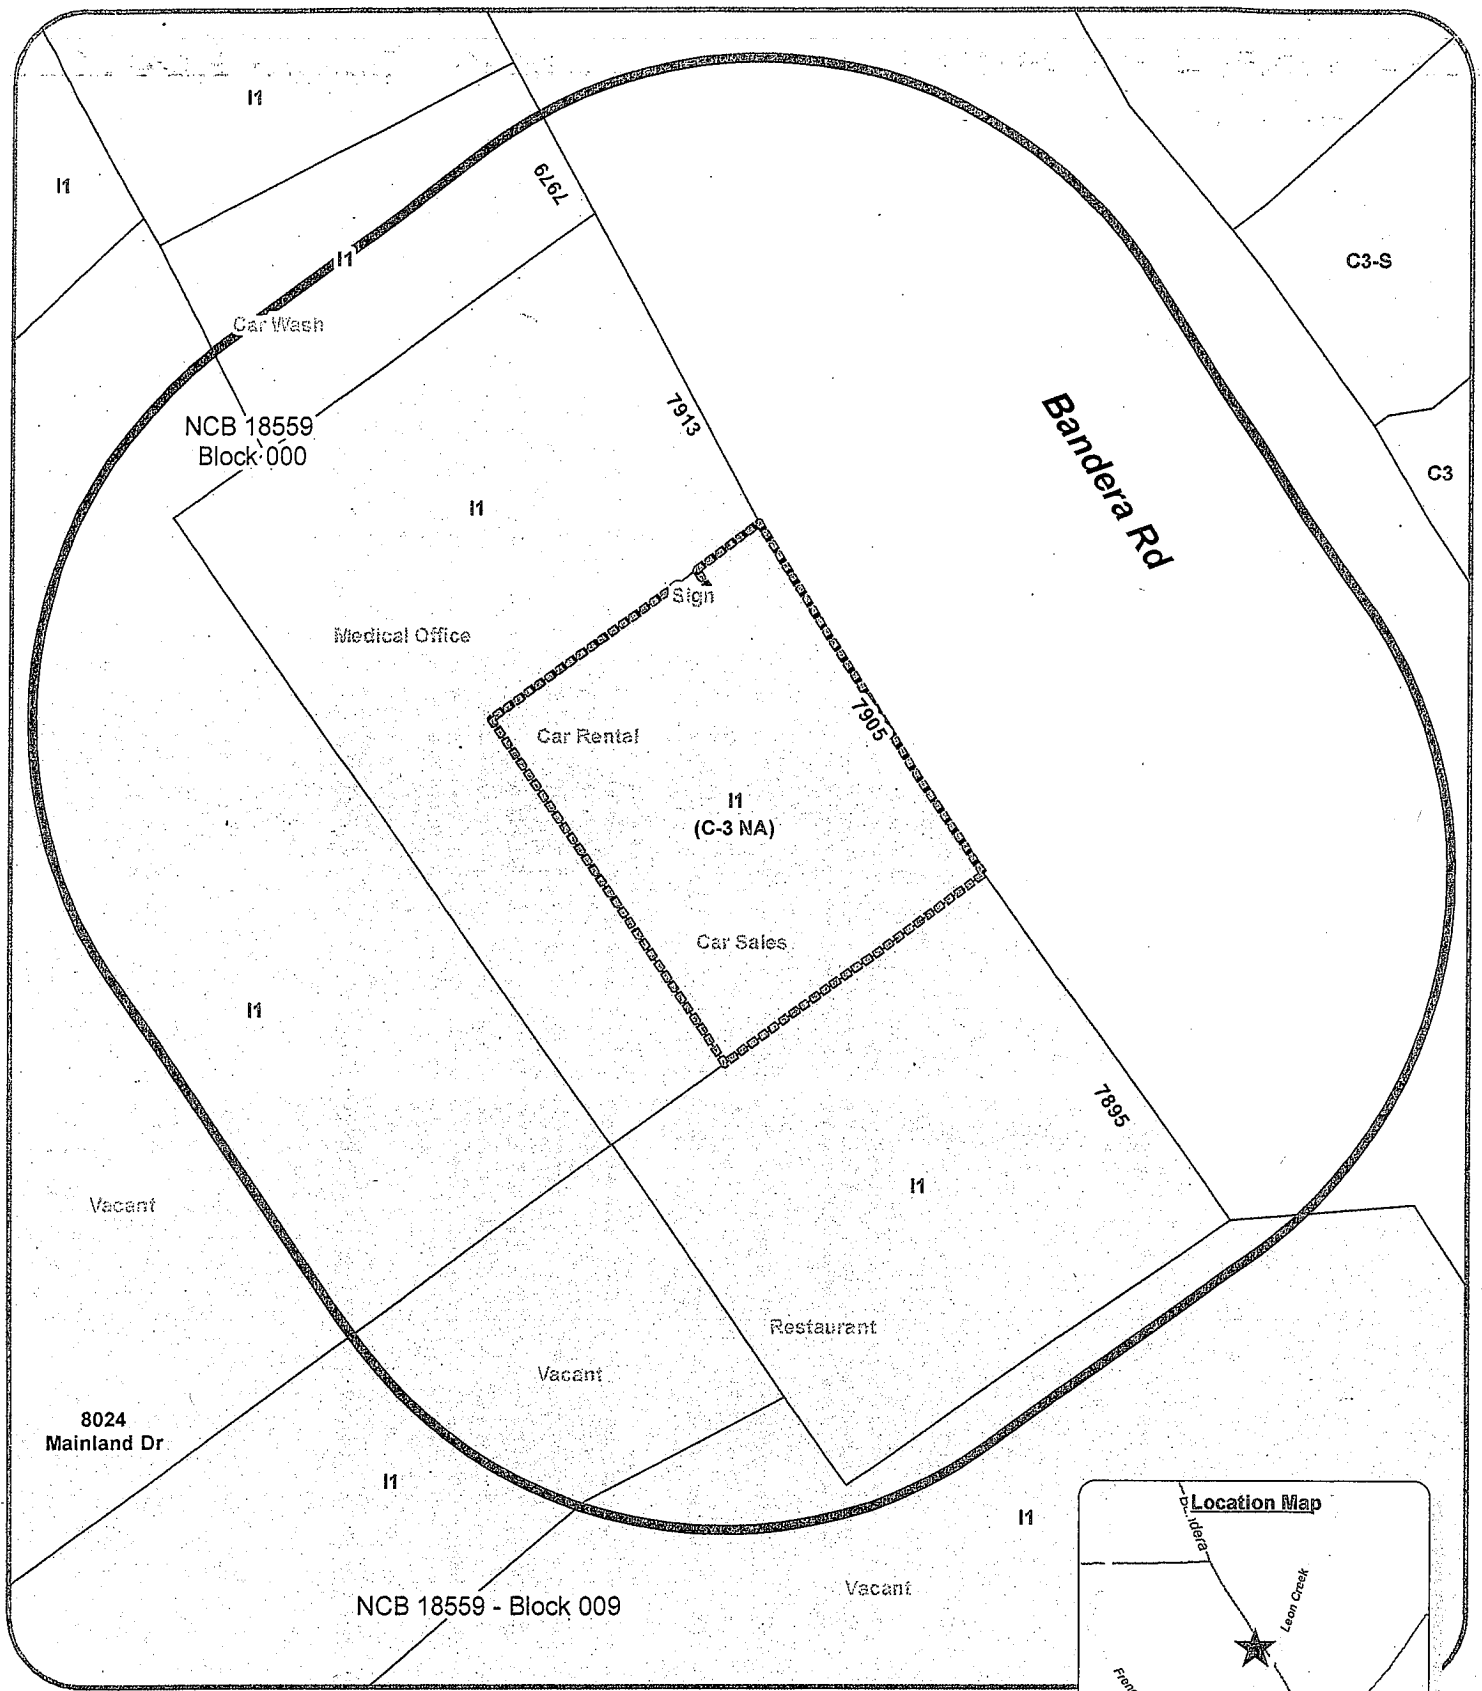 I1
I1
7979
I1
C3-S
Car Wash
NCB 18559
Block 000
7913
Bandera Rd
C3
I1
Sign
Medical Office
7905
Car Rental
I1
(C-3 NA)
Car Sales
I1
7895
Vacant
I1
Restaurant
Vacant
8024
Mainland Dr
I1
I1
Location Map
Leon Creek
Vacant
NCB 18559 - Block 009